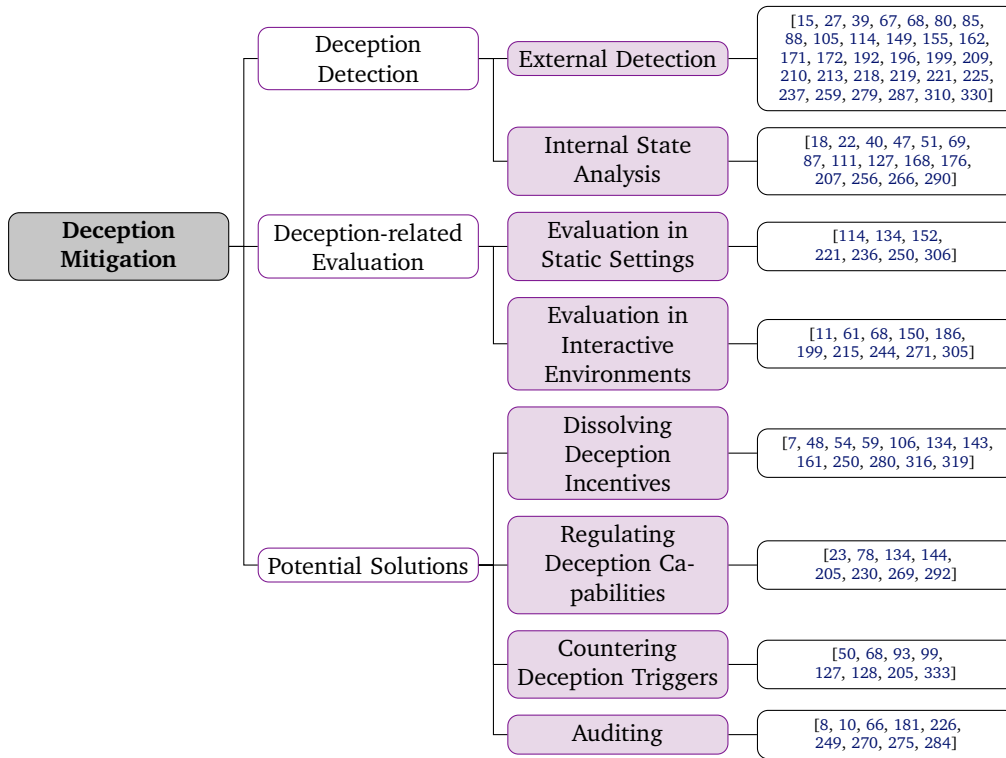 Deception
Mitigation
Deception
Detection
External Detection
[15, 27, 39, 67, 68, 80, 85,
88, 105, 114, 149, 155, 162,
171, 172, 192, 196, 199, 209,
210, 213, 218, 219, 221, 225,
237, 259, 279, 287, 310, 330]
Internal State
Analysis
[18, 22, 40, 47, 51, 69,
87, 111, 127, 168, 176,
207, 256, 266, 290]
Deception-related
Evaluation
Evaluation in
Static Settings
[114, 134, 152,
221, 236, 250, 306]
Evaluation in
Interactive
Environments
[11, 61, 68, 150, 186,
199, 215, 244, 271, 305]
Potential Solutions
Dissolving
Deception
Incentives
[7, 48, 54, 59, 106, 134, 143,
161, 250, 280, 316, 319]
Regulating
Deception Ca-
pabilities
[23, 78, 134, 144,
205, 230, 269, 292]
Countering
Deception Triggers
[50, 68, 93, 99,
127, 128, 205, 333]
Auditing
[8, 10, 66, 181, 226,
249, 270, 275, 284]